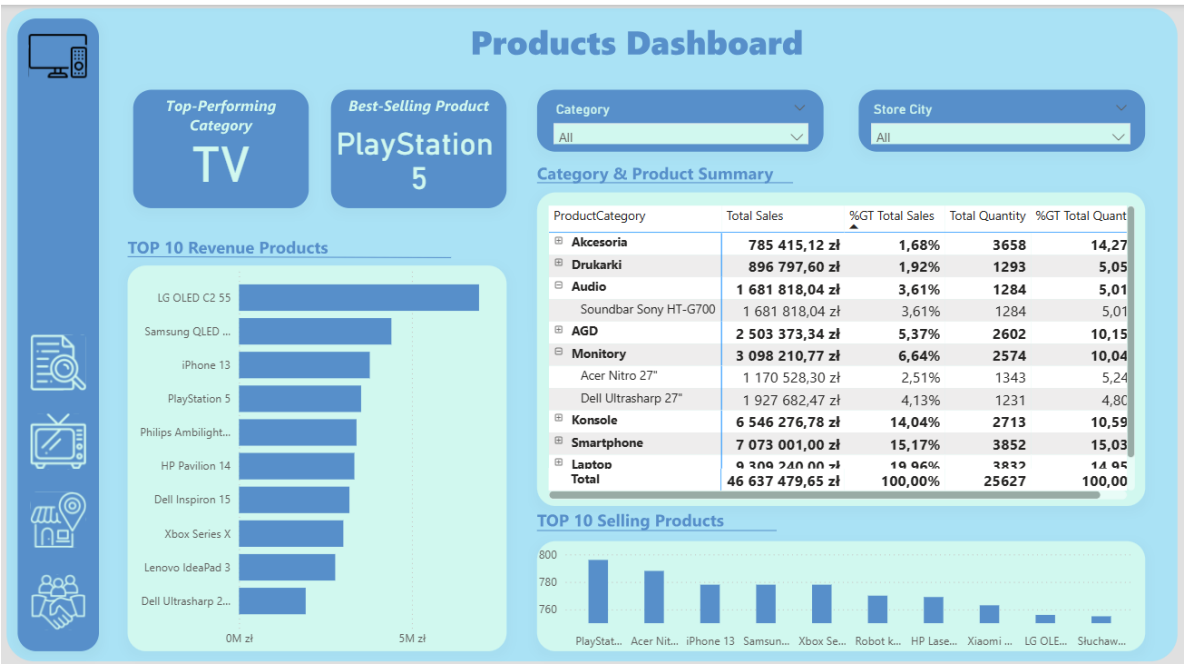 Products Dashboard
Top-Performing
Category
TV
Best-Selling Product
PlayStation
5
Category
All
Store City
All
Category & Product Summary
ProductCategory Total Sales %GT Total Sales Total Quantity %GT Total Quant
Akcesoria 785 415,12 zł 1,68% 3658 14,27
Drukarki 896 797,60 zł 1,92% 1293 5,05
Audio 1 681 818,04 zł 3,61% 1284 5,01
Soundbar Sony HT-G700 1 681 818,04 zł 3,61% 1284 5,01
AGD 2 503 373,34 zł 5,37% 2602 10,15
Monitory 3 098 210,77 zł 6,64% 2574 10,04
Acer Nitro 27" 1 170 528,30 zł 2,51% 1343 5,24
Dell Ultrasharp 27" 1 927 682,47 zł 4,13% 1231 4,80
Konsole 6 546 276,78 zł 14,04% 2713 10,59
Smartphone 7 073 001,00 zł 15,17% 3852 15,03
Laptop 9 309 240,00 zł 19,96% 3832 14,95
Total 46 637 479,65 zł 100,00% 25627 100,00
TOP 10 Revenue Products
LG OLED C2 55
Samsung QLED ...
iPhone 13
PlayStation 5
Philips Ambilight...
HP Pavilion 14
Dell Inspiron 15
Xbox Series X
Lenovo IdeaPad 3
Dell Ultrasharp 2...
0M zł 5M zł
TOP 10 Selling Products
800
780
760
PlayStat... Acer Nit... iPhone 13 Samsun... Xbox Se... Robot k... HP Lase... Xiaomi ... LG OLE... Słuchaw...